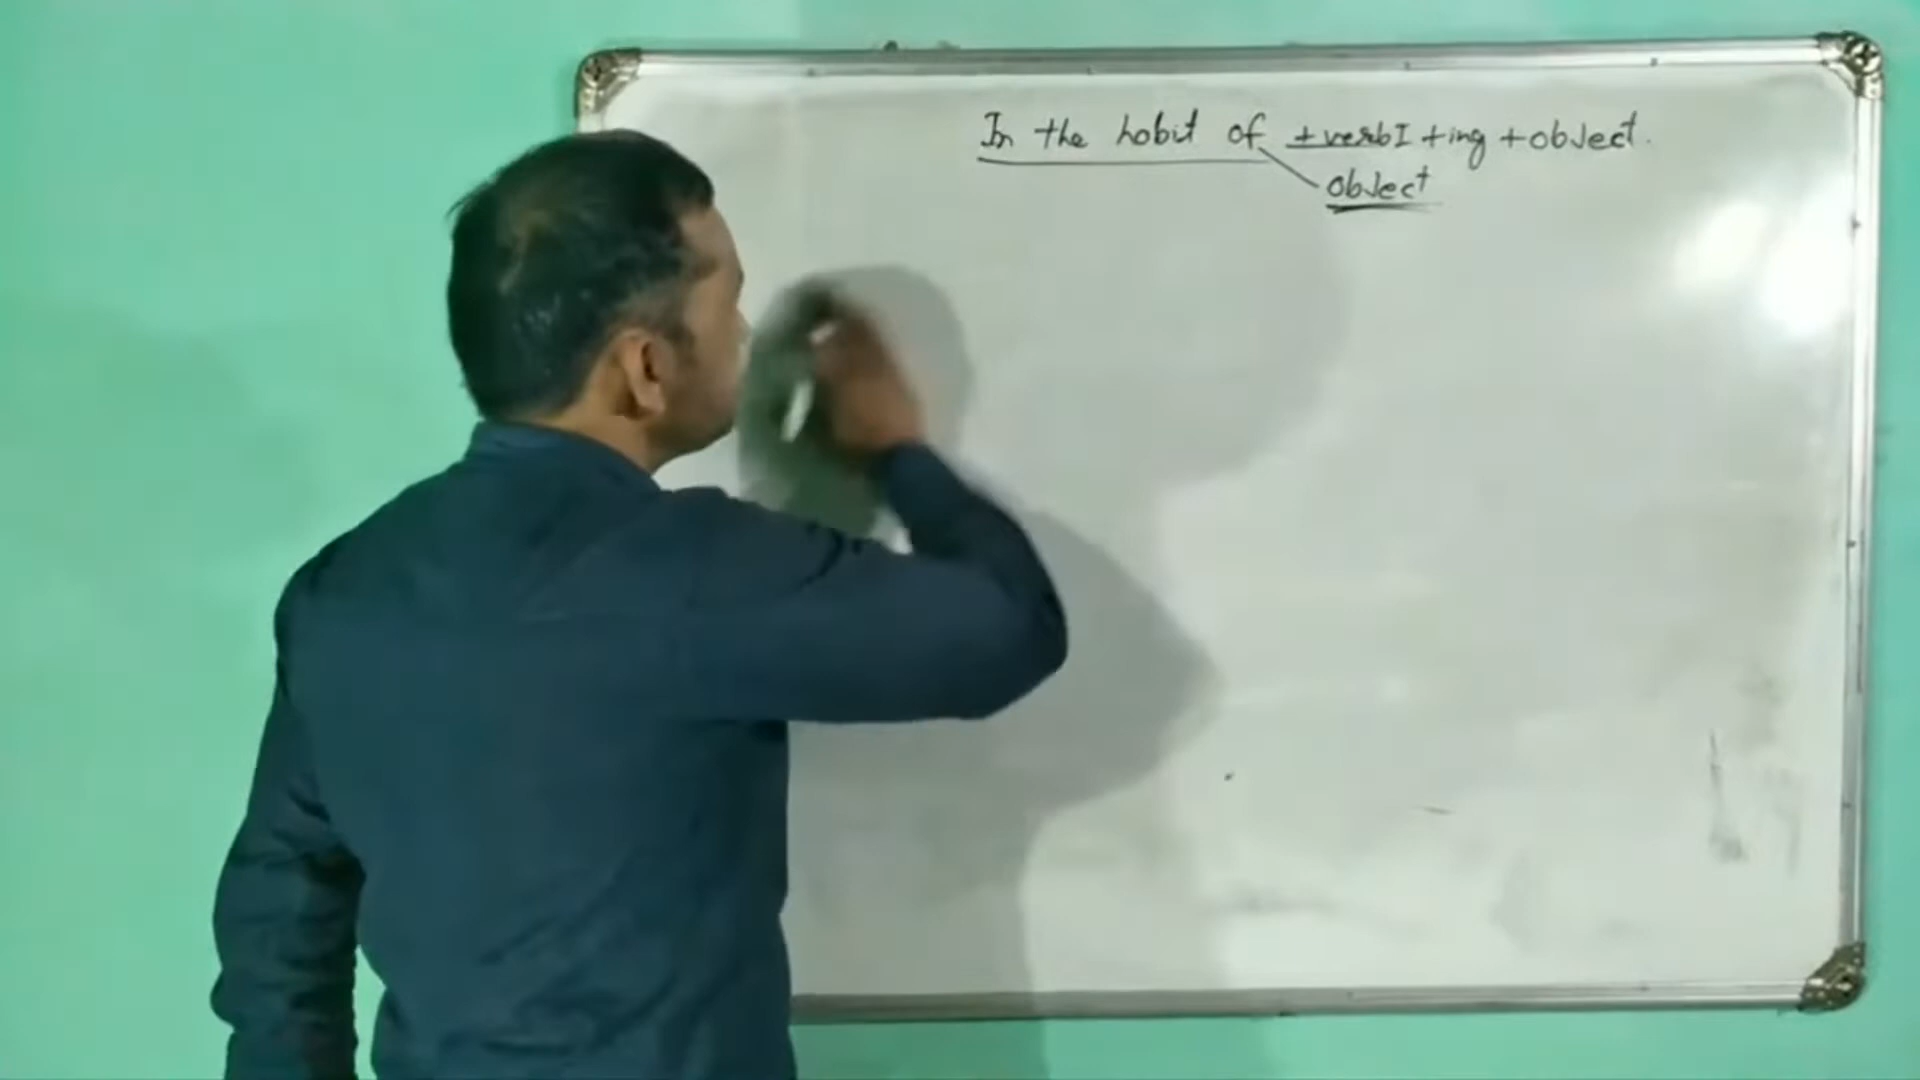 In the habit of +verbI +ing +object.
object